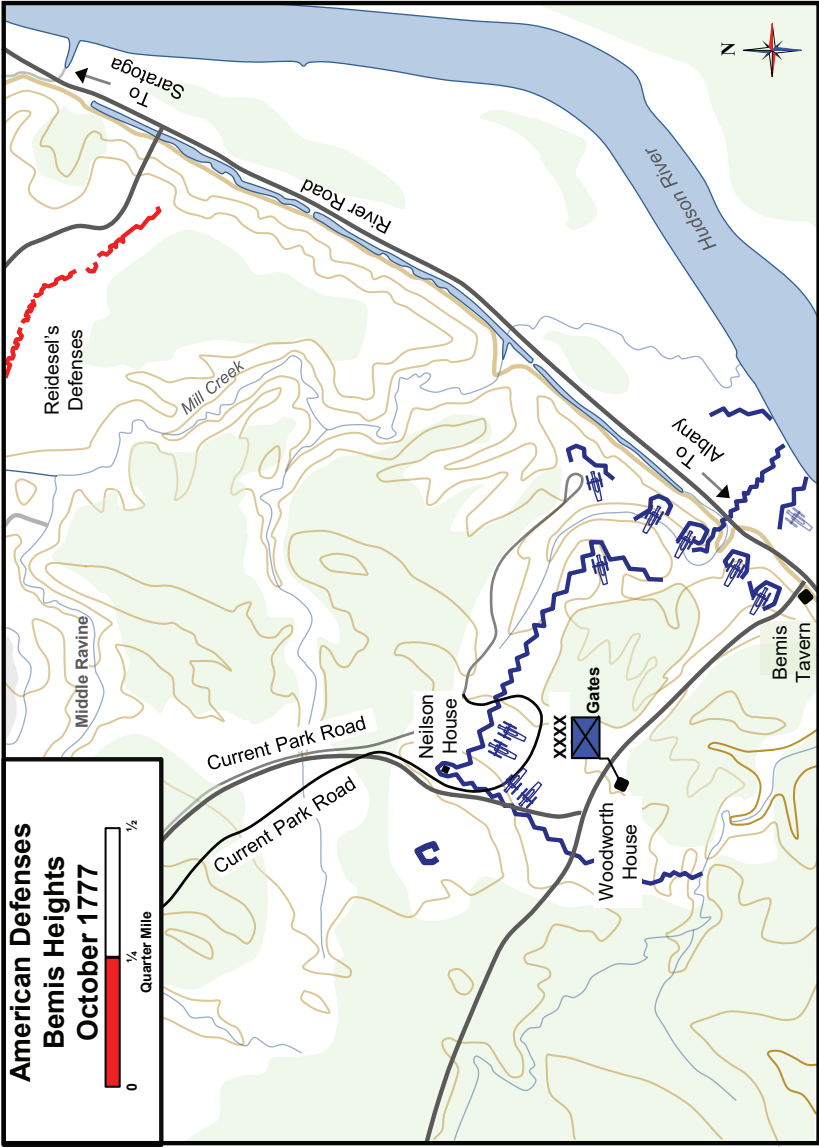 American Defenses
Bemis Heights
October 1777
0
¼
½
Quarter Mile
N
To
Saratoga
River Road
Hudson River
Reidesel's
Defenses
Mill Creek
Middle Ravine
To
Albany
Current Park Road
Current Park Road
Neilson
House
XXXX
Gates
Woodworth
House
Bemis
Tavern